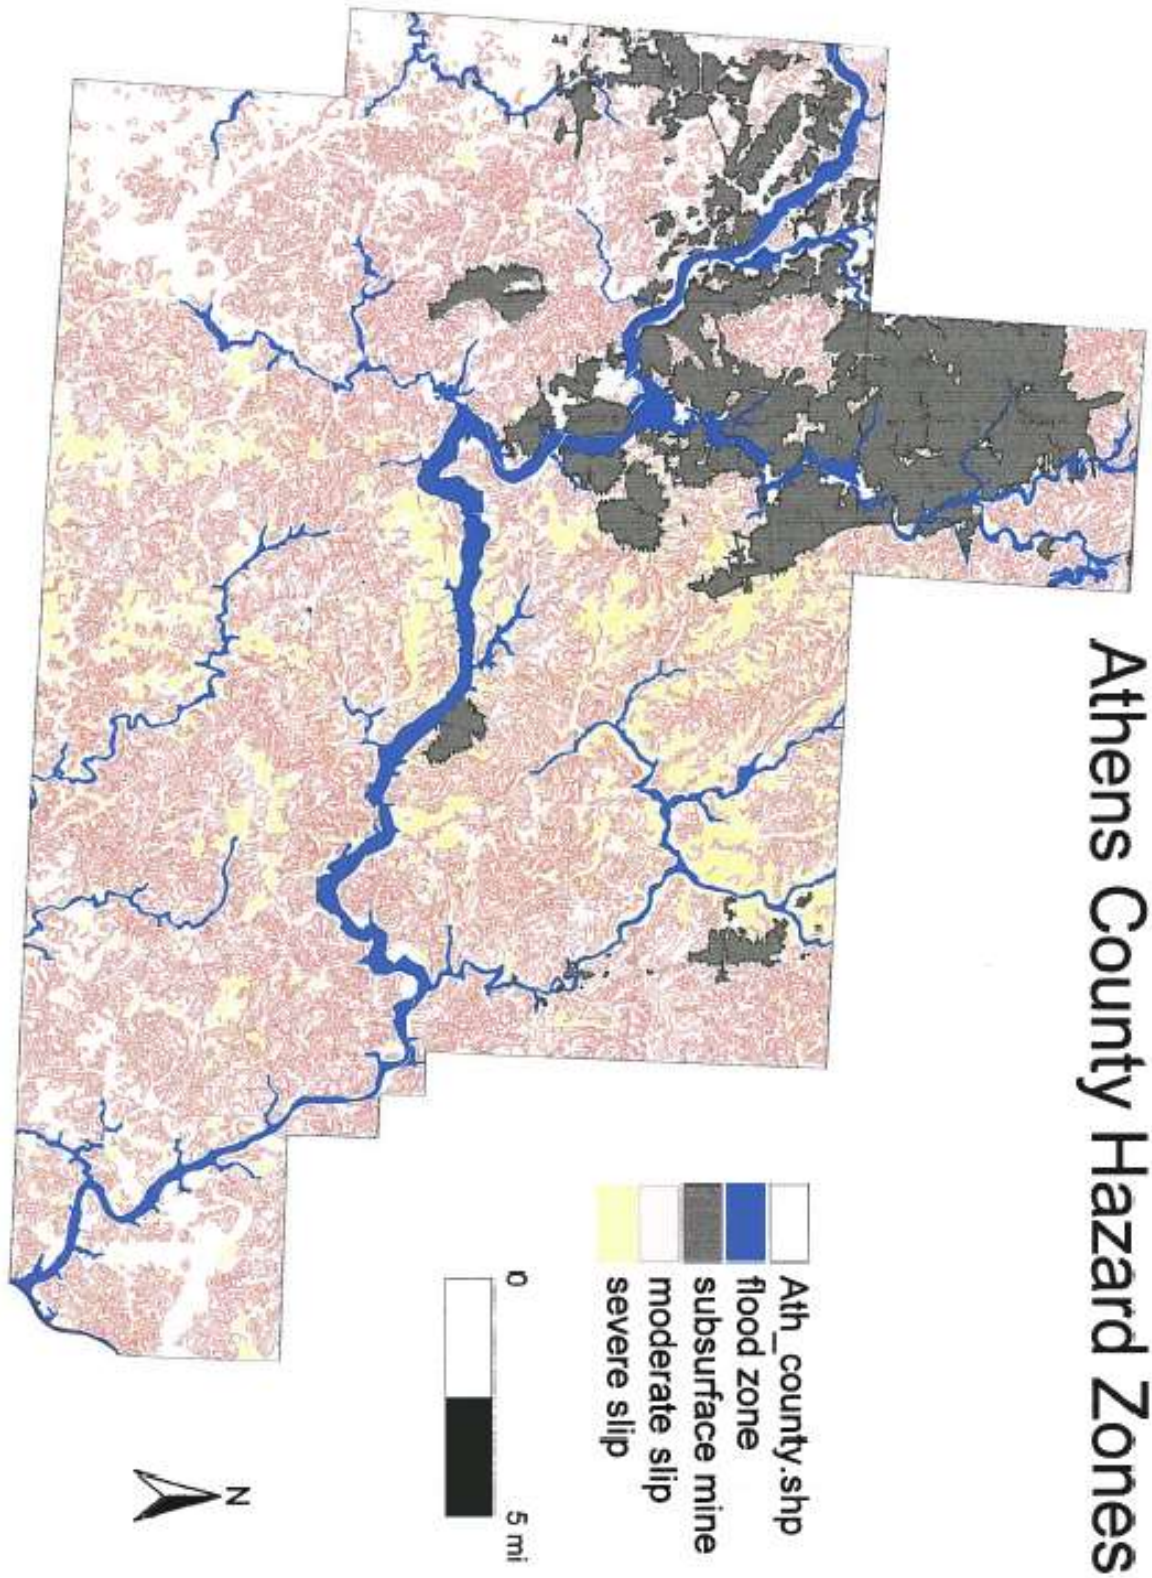 Athens County Hazard Zones
Ath_county.shp
flood zone
subsurface mine
moderate slip
severe slip
0
5 mi
N